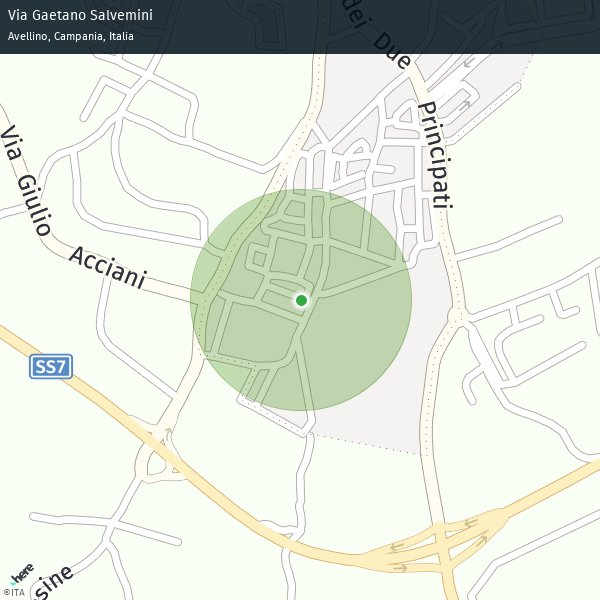 Via Gaetano Salvemini
Avellino, Campania, Italia
dei Due
Principati
Via Giulio
Acciani
SS7
sine
here
©ITA